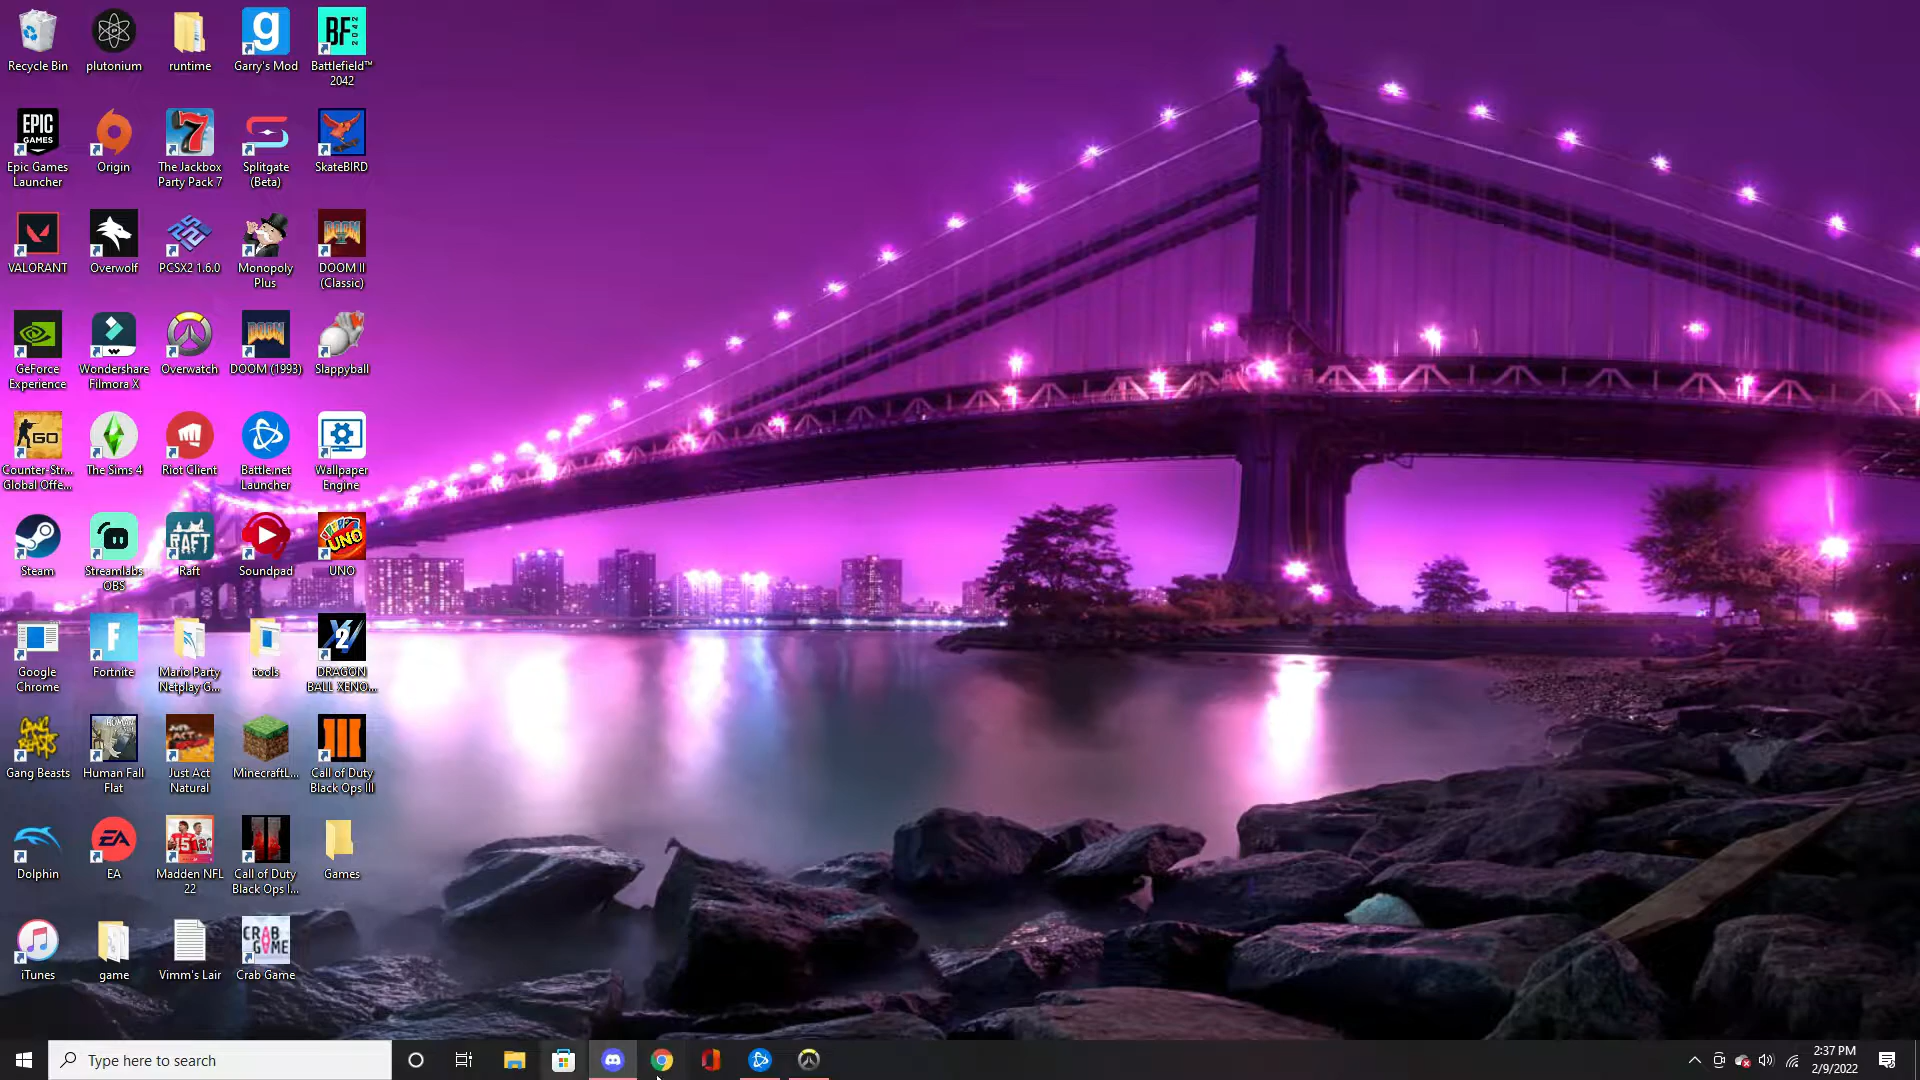 Recycle Bin
plutonium
runtime
Garry's Mod
Battlefield™
2042
Epic Games
Launcher
Origin
The Jackbox
Party Pack 7
Splitgate
(Beta)
SkateBIRD
VALORANT
Overwolf
PCSX2 1.6.0
Monopoly
Plus
DOOM II
(Classic)
GeForce
Experience
Wondershare
Filmora X
Overwatch
DOOM (1993)
Slappyball
Counter-Str...
Global Offe...
The Sims 4
Riot Client
Battle.net
Launcher
Wallpaper
Engine
Steam
Streamlabs
OBS
Raft
Soundpad
UNO
Google
Chrome
Fortnite
Mario Party
Netplay G...
tools
DRAGON
BALL XENO...
Gang Beasts
Human Fall
Flat
Just Act
Natural
MinecraftL...
Call of Duty
Black Ops III
Dolphin
EA
Madden NFL
22
Call of Duty
Black Ops I...
Games
iTunes
game
Vimm's Lair
Crab Game
Type here to search
2:37 PM
2/9/2022